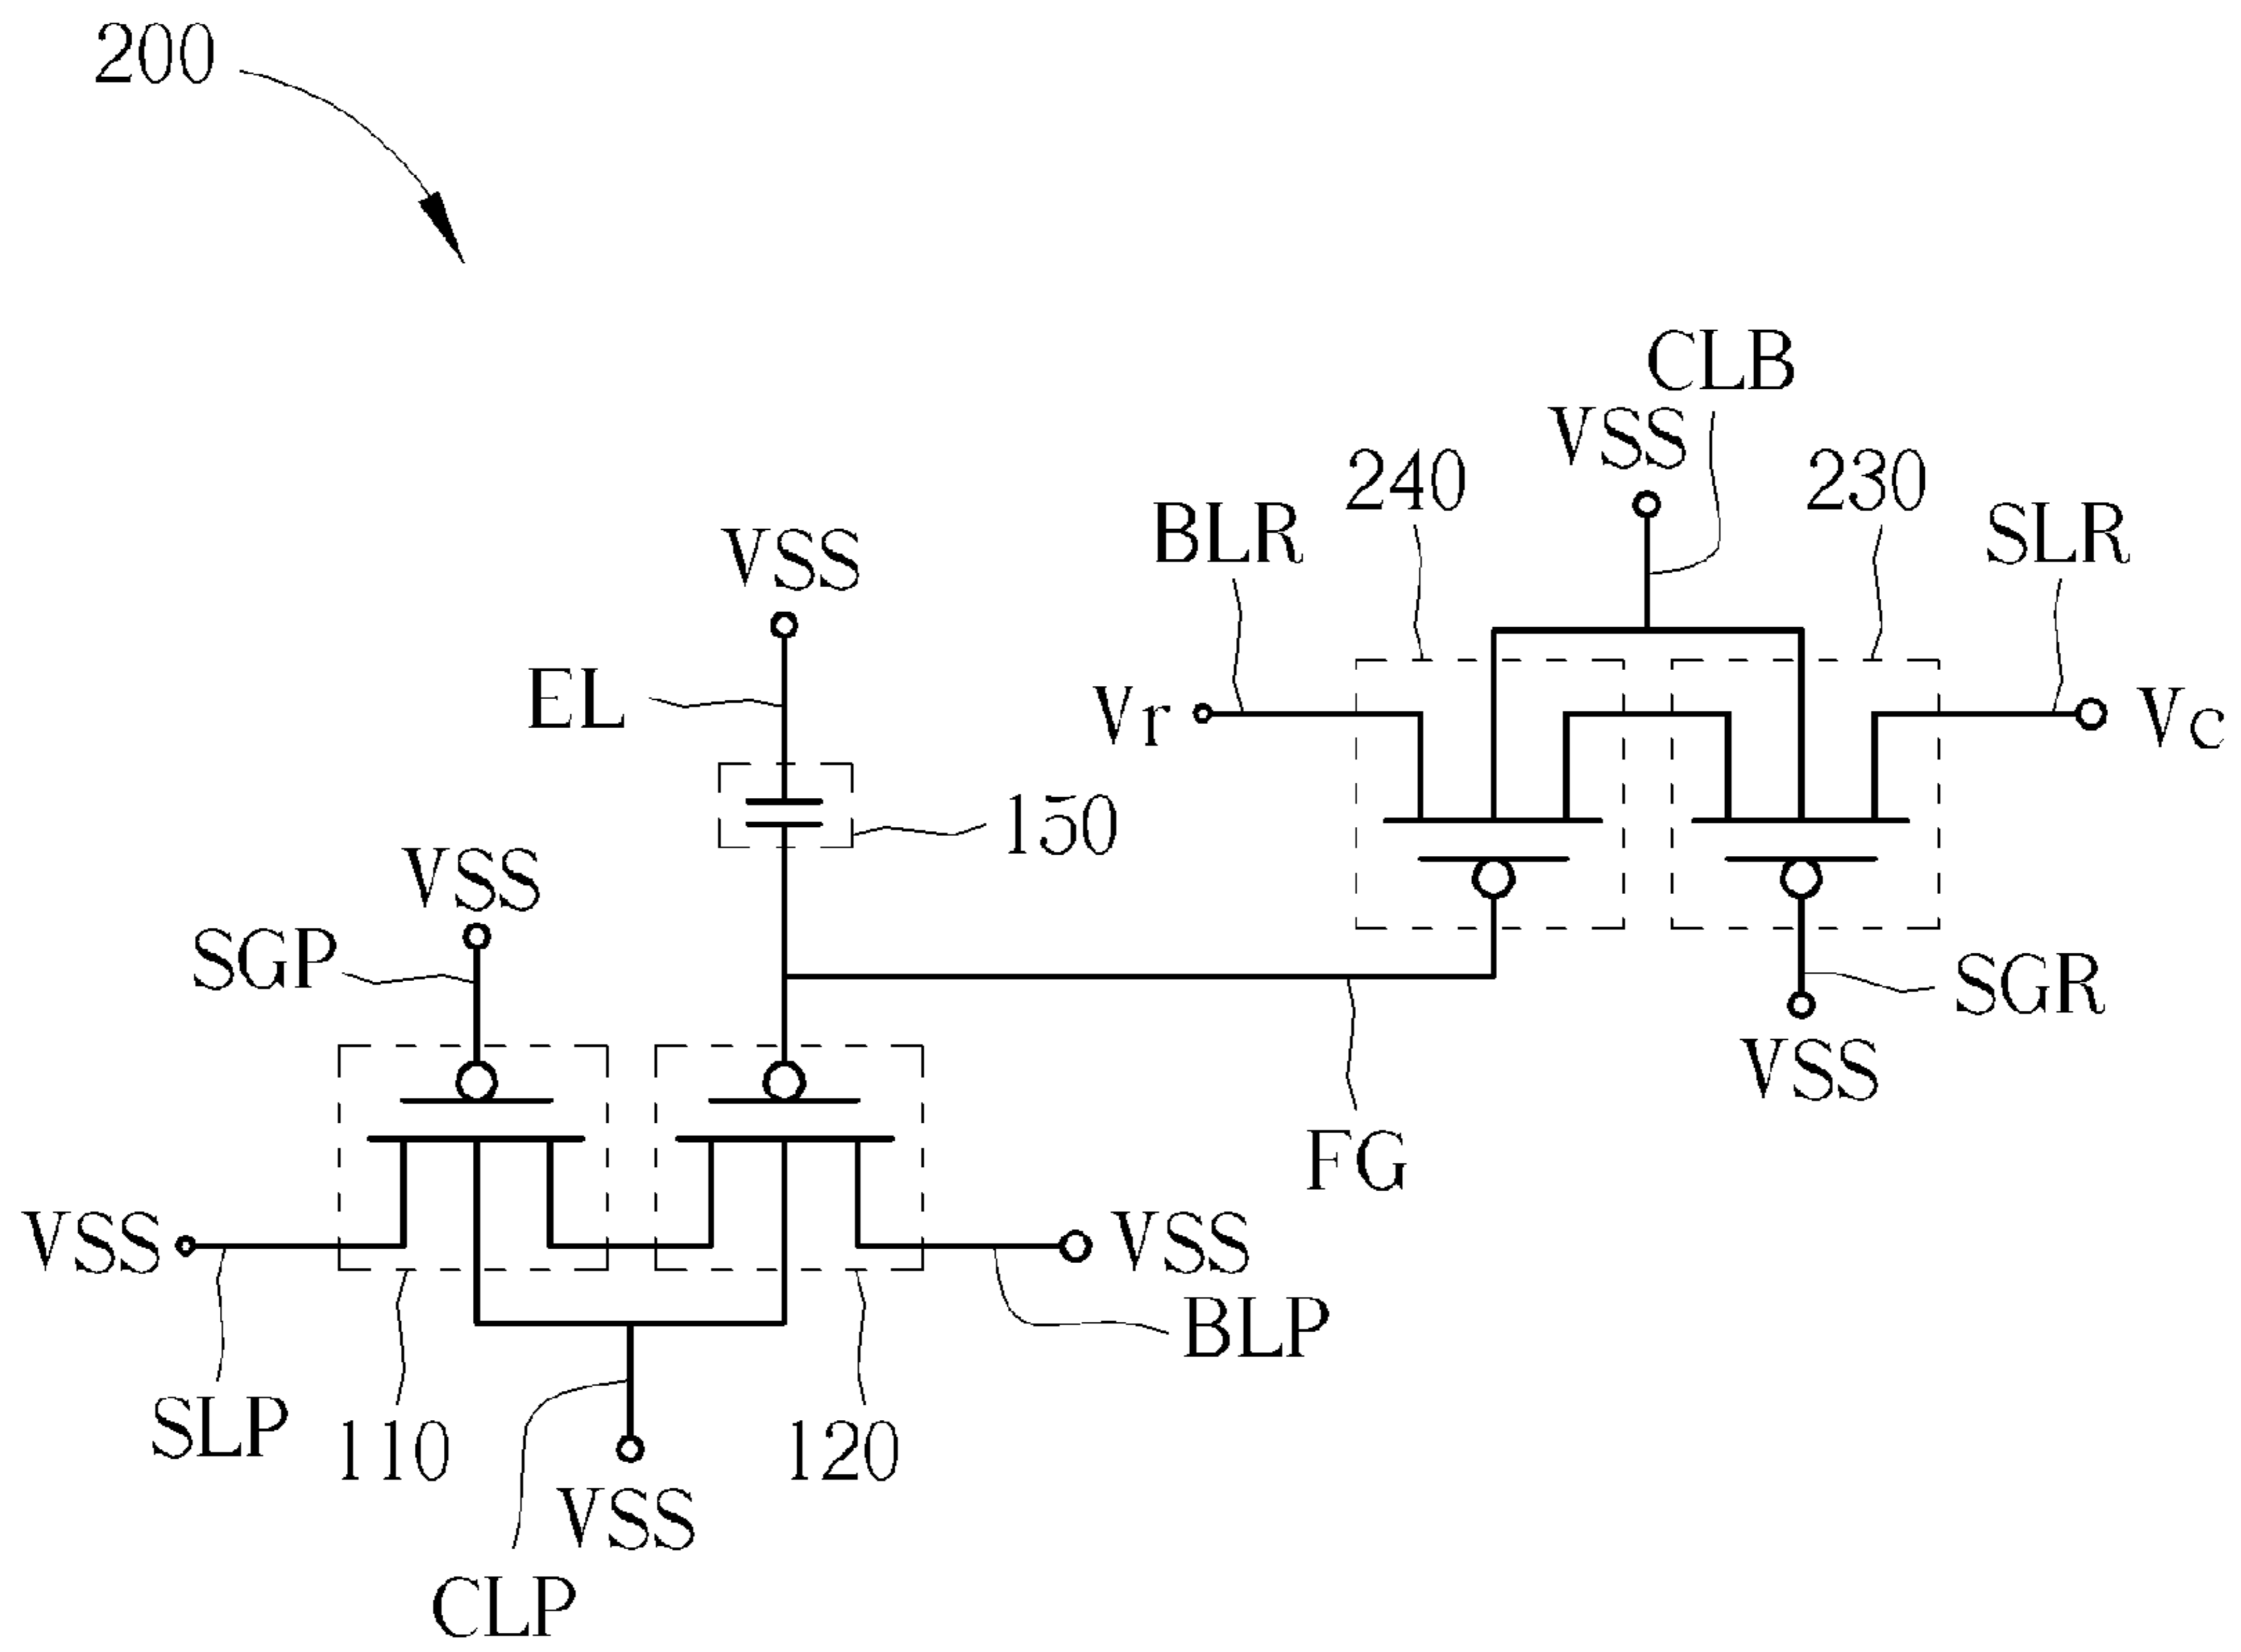 200
CLB
VSS
240
230
BLR
SLR
VSS
EL
Vr
Vc
150
VSS
SGP
SGR
VSS
FG
VSS
VSS
BLP
SLP
110
120
VSS
CLP